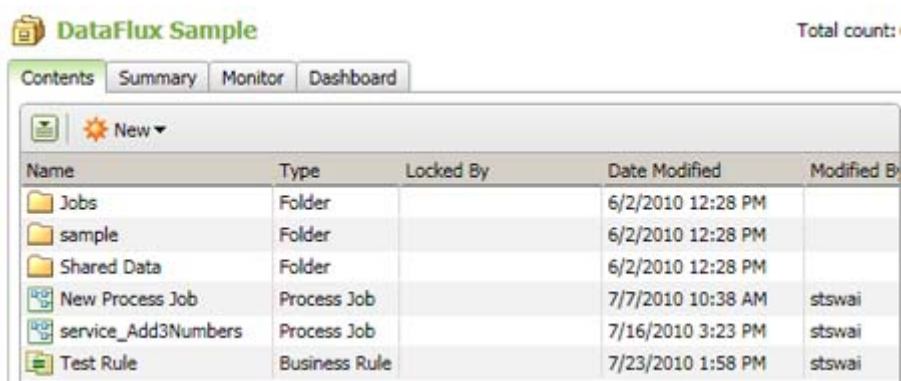 DataFlux Sample Total count:
Contents Summary Monitor Dashboard
New
Name Type Locked By Date Modified Modified
Jobs Folder 6/2/2010 12:28 PM
sample Folder 6/2/2010 12:28 PM
Shared Data Folder 6/2/2010 12:28 PM
New Process Job Process Job 7/7/2010 10:38 AM stswai
service_Add3Numbers Process Job 7/16/2010 3:23 PM stswai
Test Rule Business Rule 7/23/2010 1:58 PM stswai